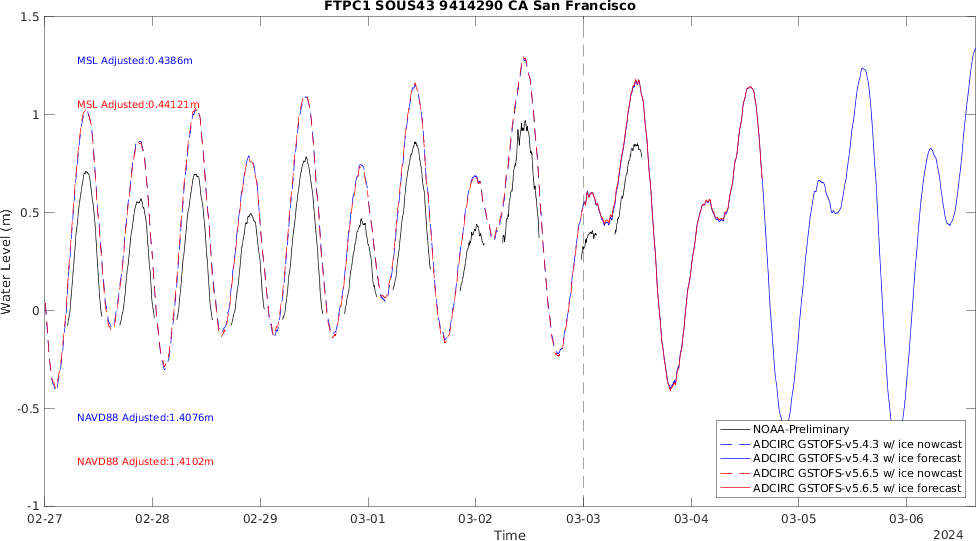 FTPC1 SOUS43 9414290 CA San Francisco
1.5
MSL Adjusted:0.4386m
MSL Adjusted:0.44121m
1
0.5
Water Level (m)
0
-0.5
NAVD88 Adjusted:1.4076m
NAVD88 Adjusted:1.4102m
NOAA-Preliminary
ADCIRC GSTOFS-v5.4.3 w/ ice nowcast
ADCIRC GSTOFS-v5.4.3 w/ ice forecast
ADCIRC GSTOFS-v5.6.5 w/ ice nowcast
ADCIRC GSTOFS-v5.6.5 w/ ice forecast
-1
02-27 02-28 02-29 03-01 03-02 03-03 03-04 03-05 03-06
Time
2024